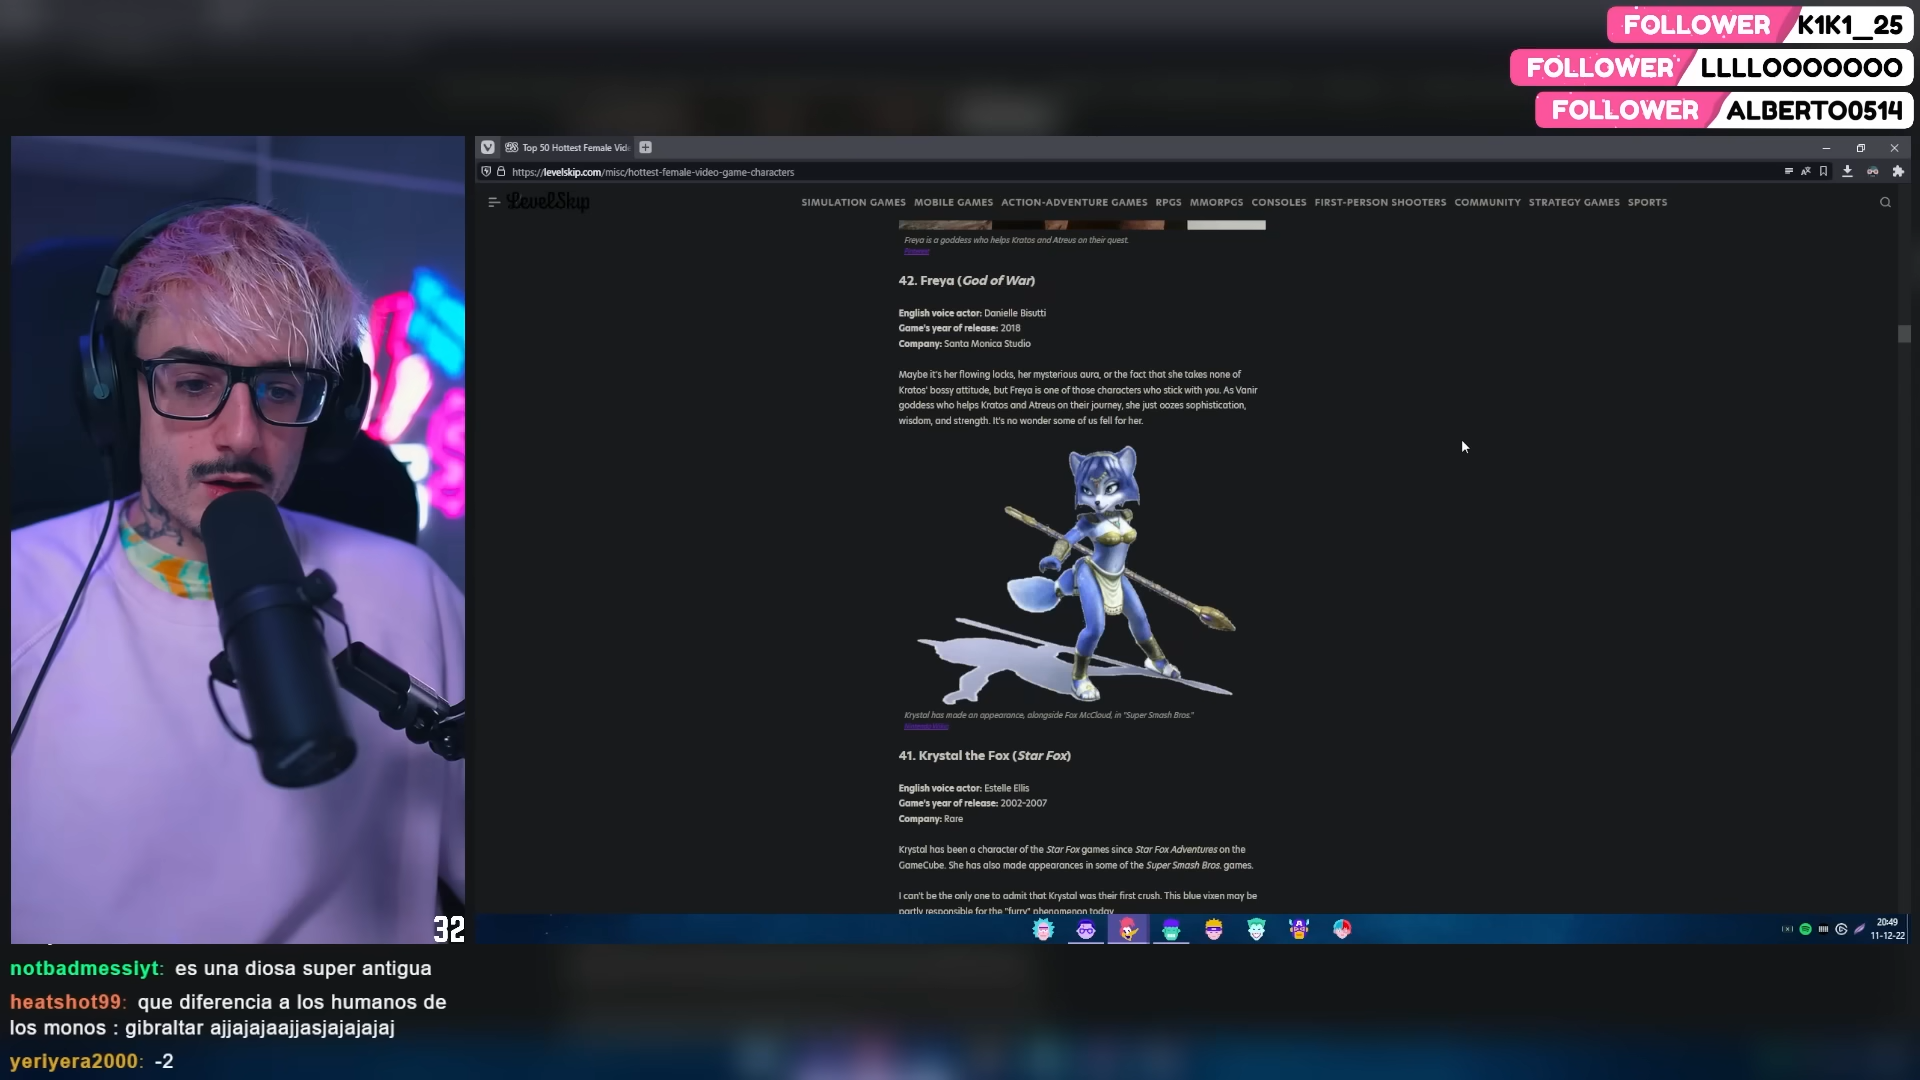 FOLLOWER K1K1__25
FOLLOWER LLLLOOOOOOO
FOLLOWER ALBERTO0514
Top 50 Hottest Female Vid
https://levelskip.com/misc/hottest-female-video-game-characters
LevelSkip
SIMULATION GAMES MOBILE GAMES ACTION-ADVENTURE GAMES RPGS MMORPGS CONSOLES FIRST-PERSON SHOOTERS COMMUNITY STRATEGY GAMES SPORTS
Freya is a goddess who helps Kratos and Atreus on their quest.
42. Freya (God of War)
English voice actor: Danielle Bisutti
Game's year of release: 2018
Company: Santa Monica Studio
Maybe it's her flowing locks, her mysterious aura, or the fact that she takes none of
Kratos' bossy attitude, but Freya is one of those characters who stick with you. As Vanir
goddess who helps Kratos and Atreus on their journey, she just oozes sophistication,
wisdom, and strength. It's no wonder some of us fell for her.
Krystal has made an appearance, alongside Fox McCloud, in "Super Smash Bros."
41. Krystal the Fox (Star Fox)
English voice actor: Estelle Ellis
Game's year of release: 2002-2007
Company: Rare
Krystal has been a character of the Star Fox games since Star Fox Adventures on the
GameCube. She has also made appearances in some of the Super Smash Bros. games.
I can't be the only one to admit that Krystal was their first crush. This blue vixen may be
partly responsible for the "furry" phenomenon today
20:49
11-12-22
32
notbadmessiyt: es una diosa super antigua
heatshot99: que diferencia a los humanos de
los monos : gibraltar ajjajajaajjasjajajajaj
yeriyera2000: -2